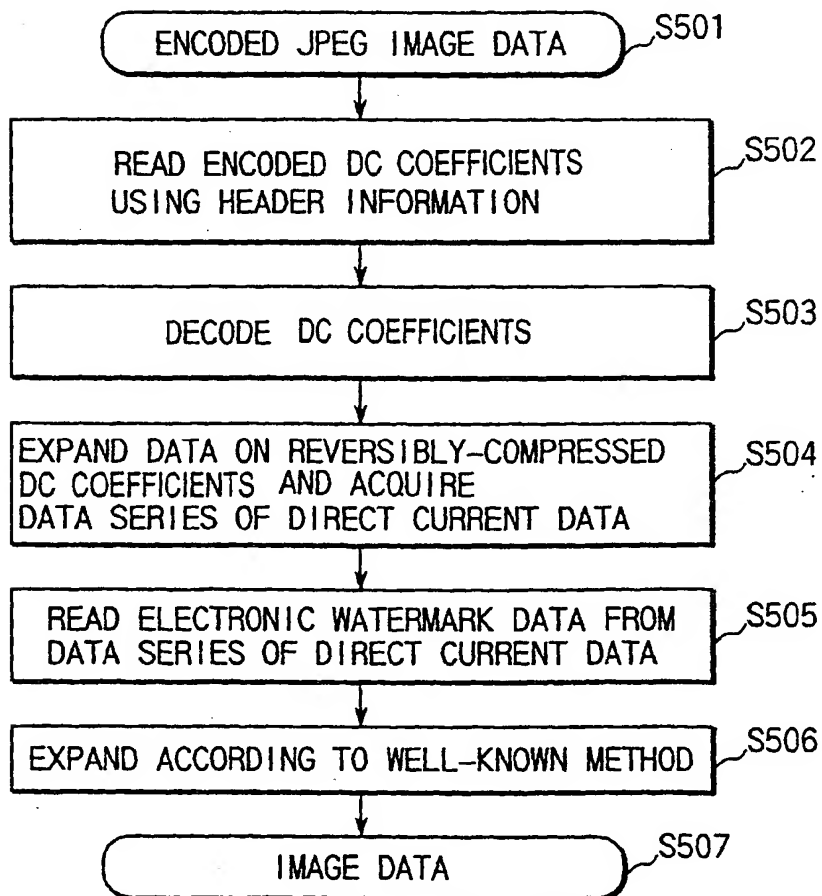 ENCODED JPEG IMAGE DATA S501
READ ENCODED DC COEFFICIENTS S502
USING HEADER INFORMATION
DECODE DC COEFFICIENTS S503
EXPAND DATA ON REVERSIBLY-COMPRESSED S504
DC COEFFICIENTS AND ACQUIRE
DATA SERIES OF DIRECT CURRENT DATA
READ ELECTRONIC WATERMARK DATA FROM S505
DATA SERIES OF DIRECT CURRENT DATA
EXPAND ACCORDING TO WELL-KNOWN METHOD S506
IMAGE DATA S507